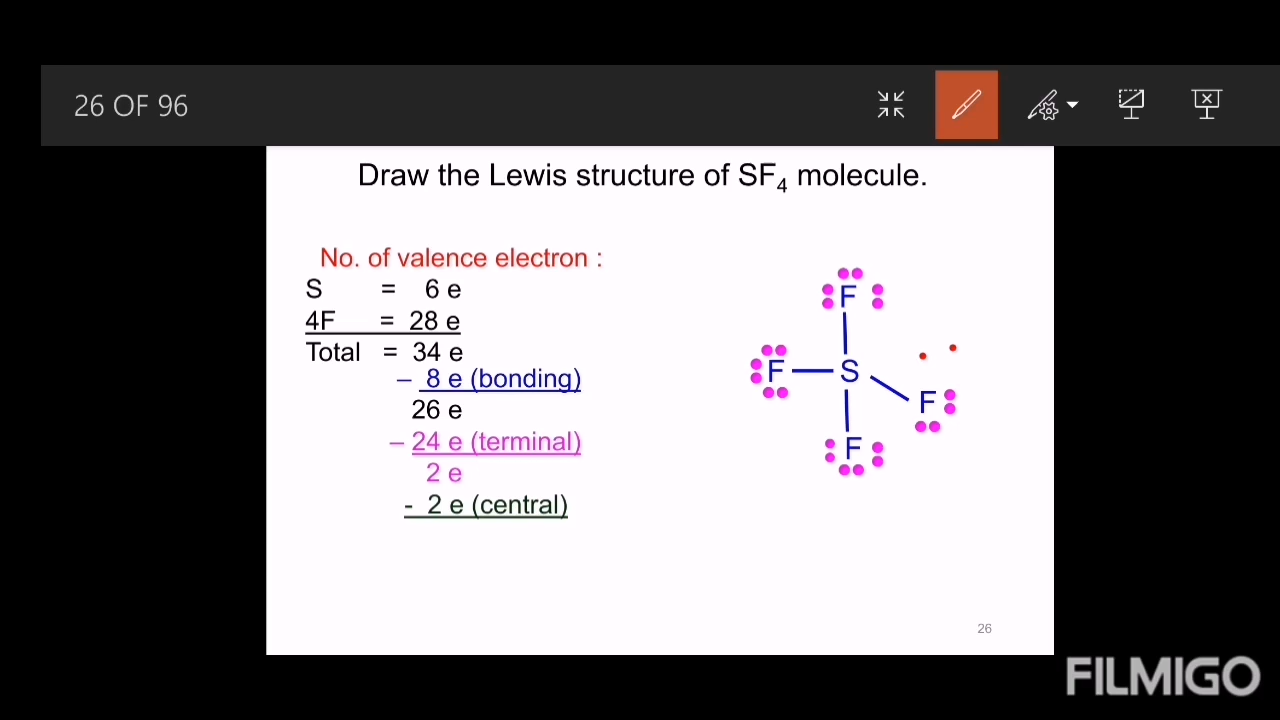 26 OF 96
Draw the Lewis structure of SF₄ molecule.
No. of valence electron :
S = 6 e
4F = 28 e
Total = 34 e
– 8 e (bonding)
26 e
– 24 e (terminal)
2 e
- 2 e (central)
F
F S
F
F
26
FILMIGO